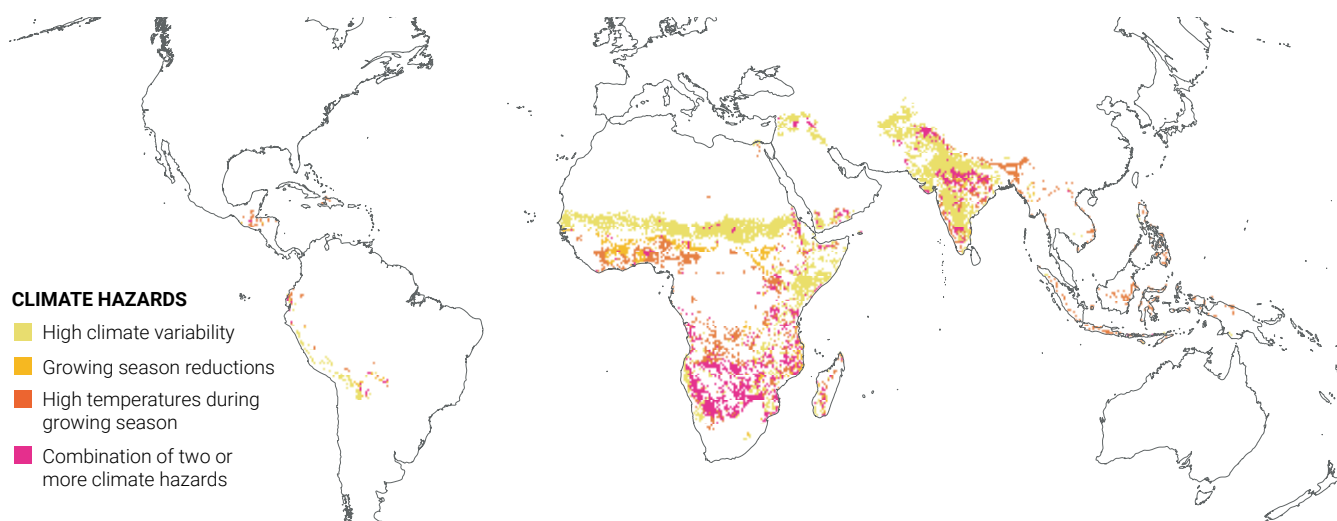 CLIMATE HAZARDS
High climate variability
Growing season reductions
High temperatures during
growing season
Combination of two or
more climate hazards